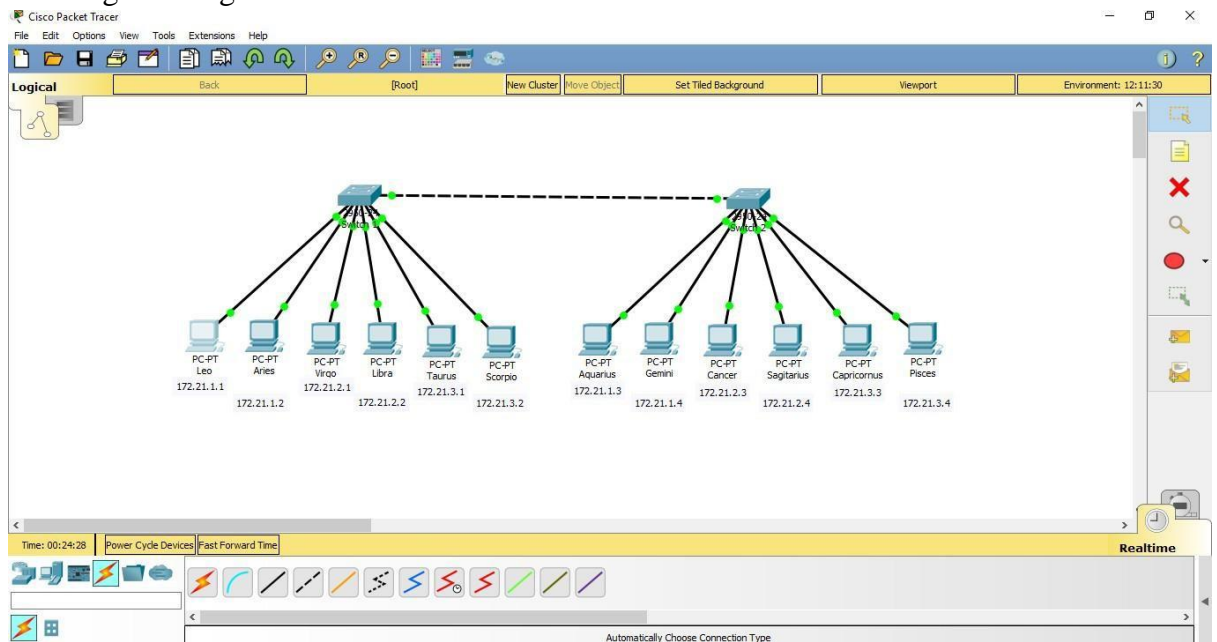 Cisco Packet Tracer
File Edit Options View Tools Extensions Help
Logical Back [Root] New Cluster Move Object Set Tiled Background Viewport Environment: 12:11:30
Switch 1
Switch 2
PC-PT PC-PT PC-PT PC-PT PC-PT PC-PT PC-PT PC-PT PC-PT PC-PT PC-PT PC-PT
Leo Aries Virgo Libra Taurus Scorpio Aquarius Gemini Cancer Sagitarius Capricornus Pisces
172.21.1.1 172.21.2.1 172.21.3.1 172.21.1.3 172.21.2.3 172.21.3.3
172.21.1.2 172.21.2.2 172.21.3.2 172.21.1.4 172.21.2.4 172.21.3.4
Time: 00:24:28 Power Cycle Devices Fast Forward Time Realtime
Automatically Choose Connection Type